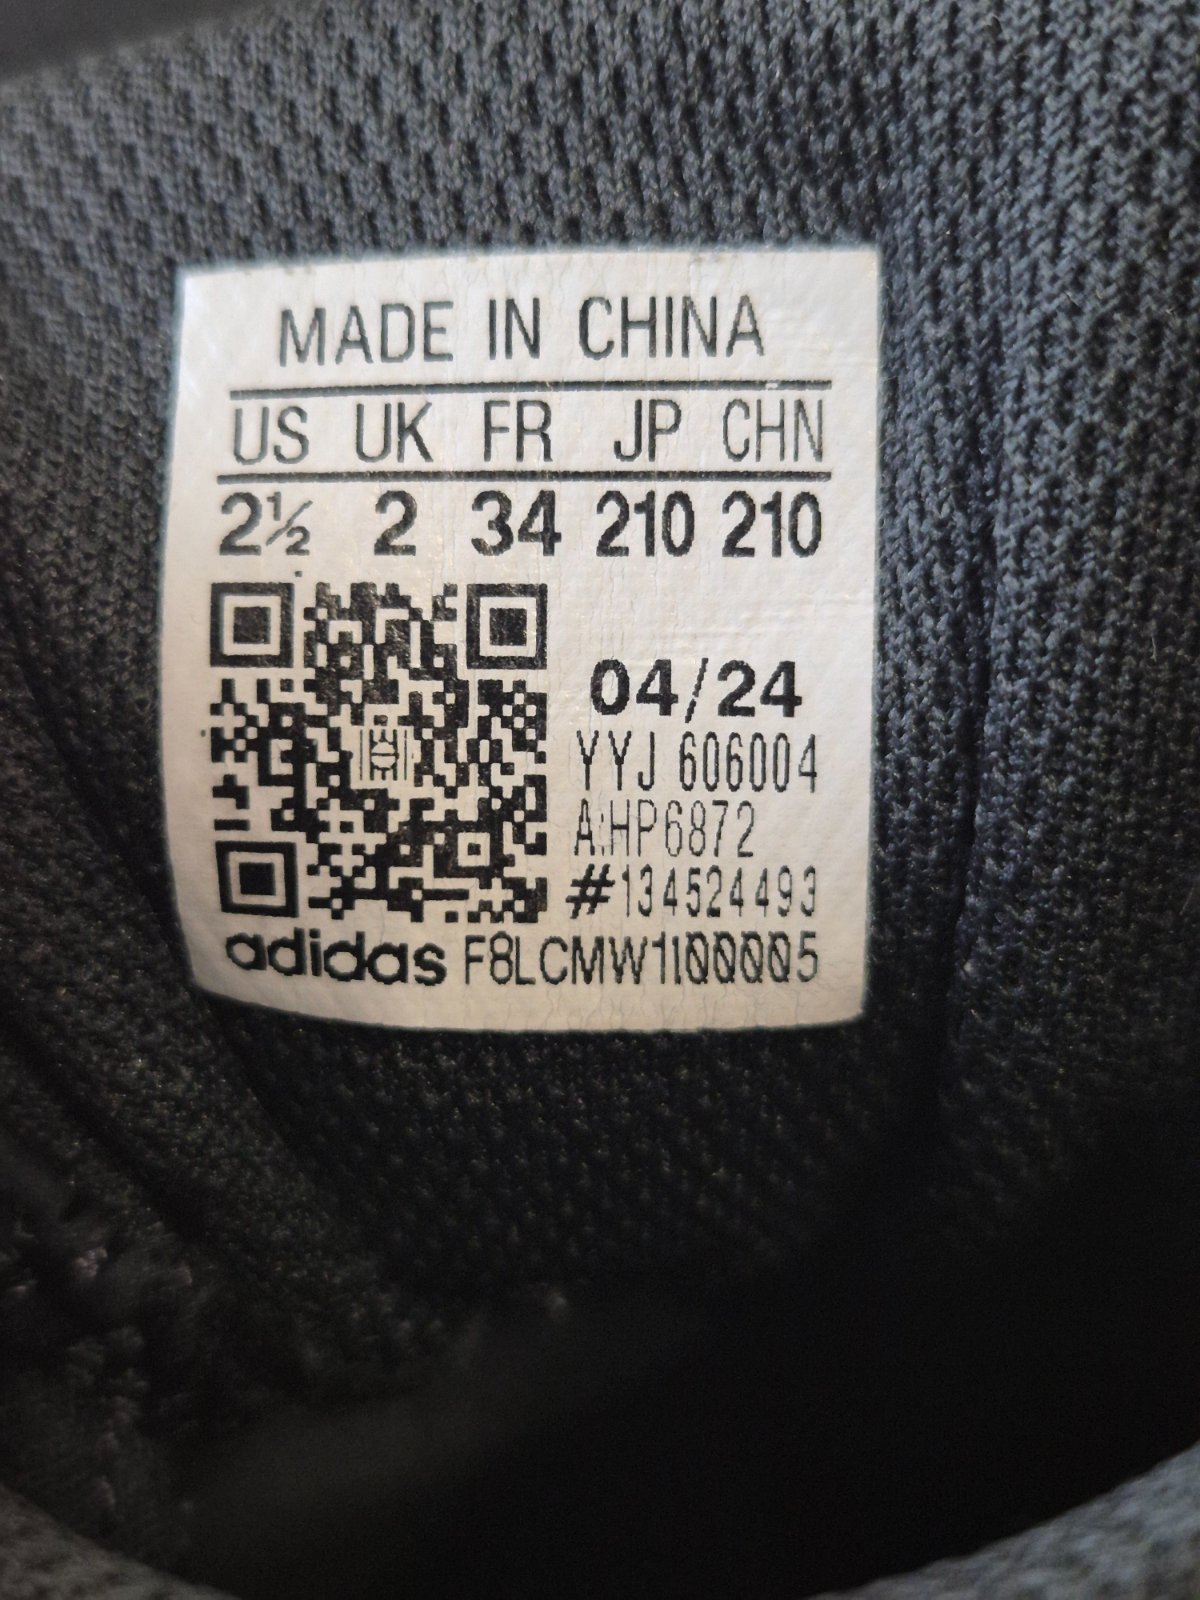 MADE IN CHINA
US UK FR JP CHN
2½ 2 34 210 210
04/24
YYJ 606004
A:HP6872
#134524493
adidas F8LCMW1I00005